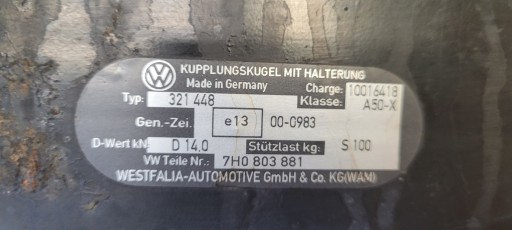 KUPPLUNGSKUGEL MIT HALTERUNG
Made in Germany
Charge: 10016418
Typ: 321 448 Klasse: A50-X
Gen.-Zei. e13 00-0983
D-Wert kN D 14,0 Stützlast kg: S 100
VW Teile Nr.: 7H0 803 881
WESTFALIA-AUTOMOTIVE GmbH & Co. KG(WAM)